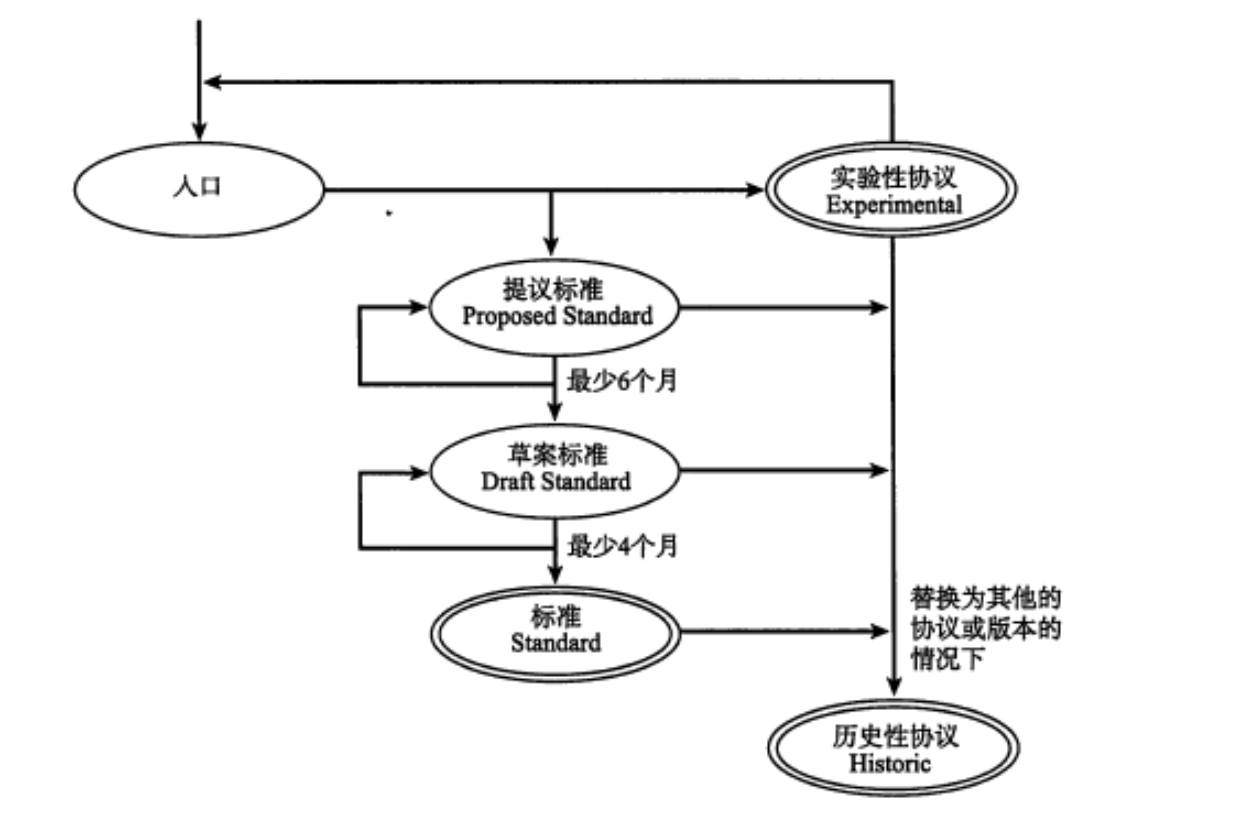 人口
实验性协议
Experimental
提议标准
Proposed Standard
最少6个月
草案标准
Draft Standard
最少4个月
标准
Standard
替换为其他的
协议或版本的
情况下
历史性协议
Historic